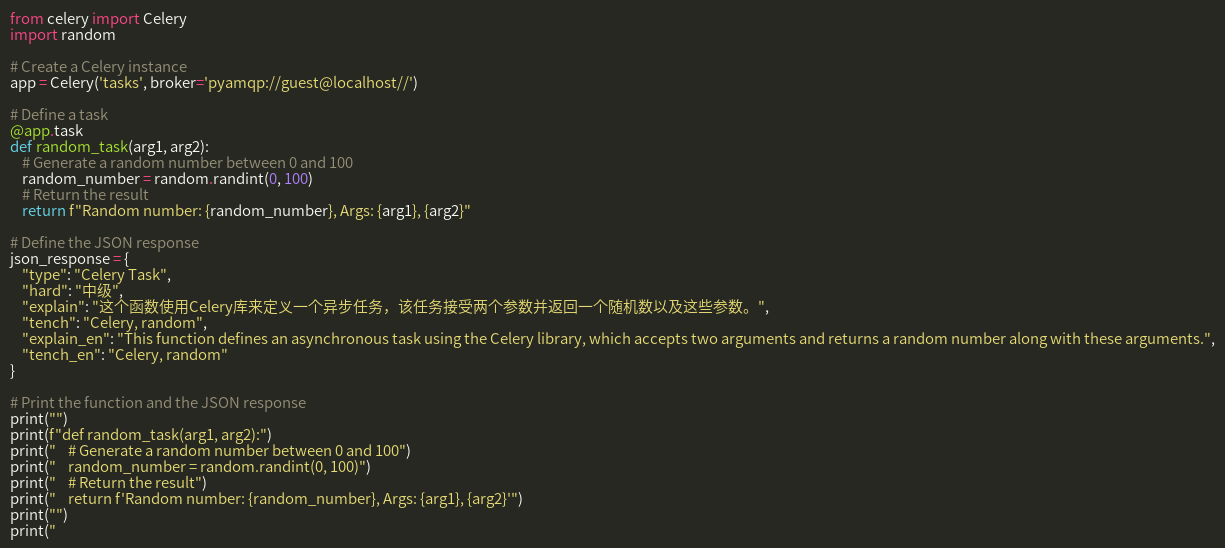 from celery import Celery
import random

# Create a Celery instance
app = Celery('tasks', broker='pyamqp://guest@localhost//')

# Define a task
@app.task
def random_task(arg1, arg2):
    # Generate a random number between 0 and 100
    random_number = random.randint(0, 100)
    # Return the result
    return f"Random number: {random_number}, Args: {arg1}, {arg2}"

# Define the JSON response
json_response = {
    "type": "Celery Task",
    "hard": "中级",
    "explain": "这个函数使用Celery库来定义一个异步任务，该任务接受两个参数并返回一个随机数以及这些参数。",
    "tench": "Celery, random",
    "explain_en": "This function defines an asynchronous task using the Celery library, which accepts two arguments and returns a random number along with these arguments.",
    "tench_en": "Celery, random"
}

# Print the function and the JSON response
print("")
print(f"def random_task(arg1, arg2):")
print("    # Generate a random number between 0 and 100")
print("    random_number = random.randint(0, 100)")
print("    # Return the result")
print("    return f'Random number: {random_number}, Args: {arg1}, {arg2}'")
print("")
print("